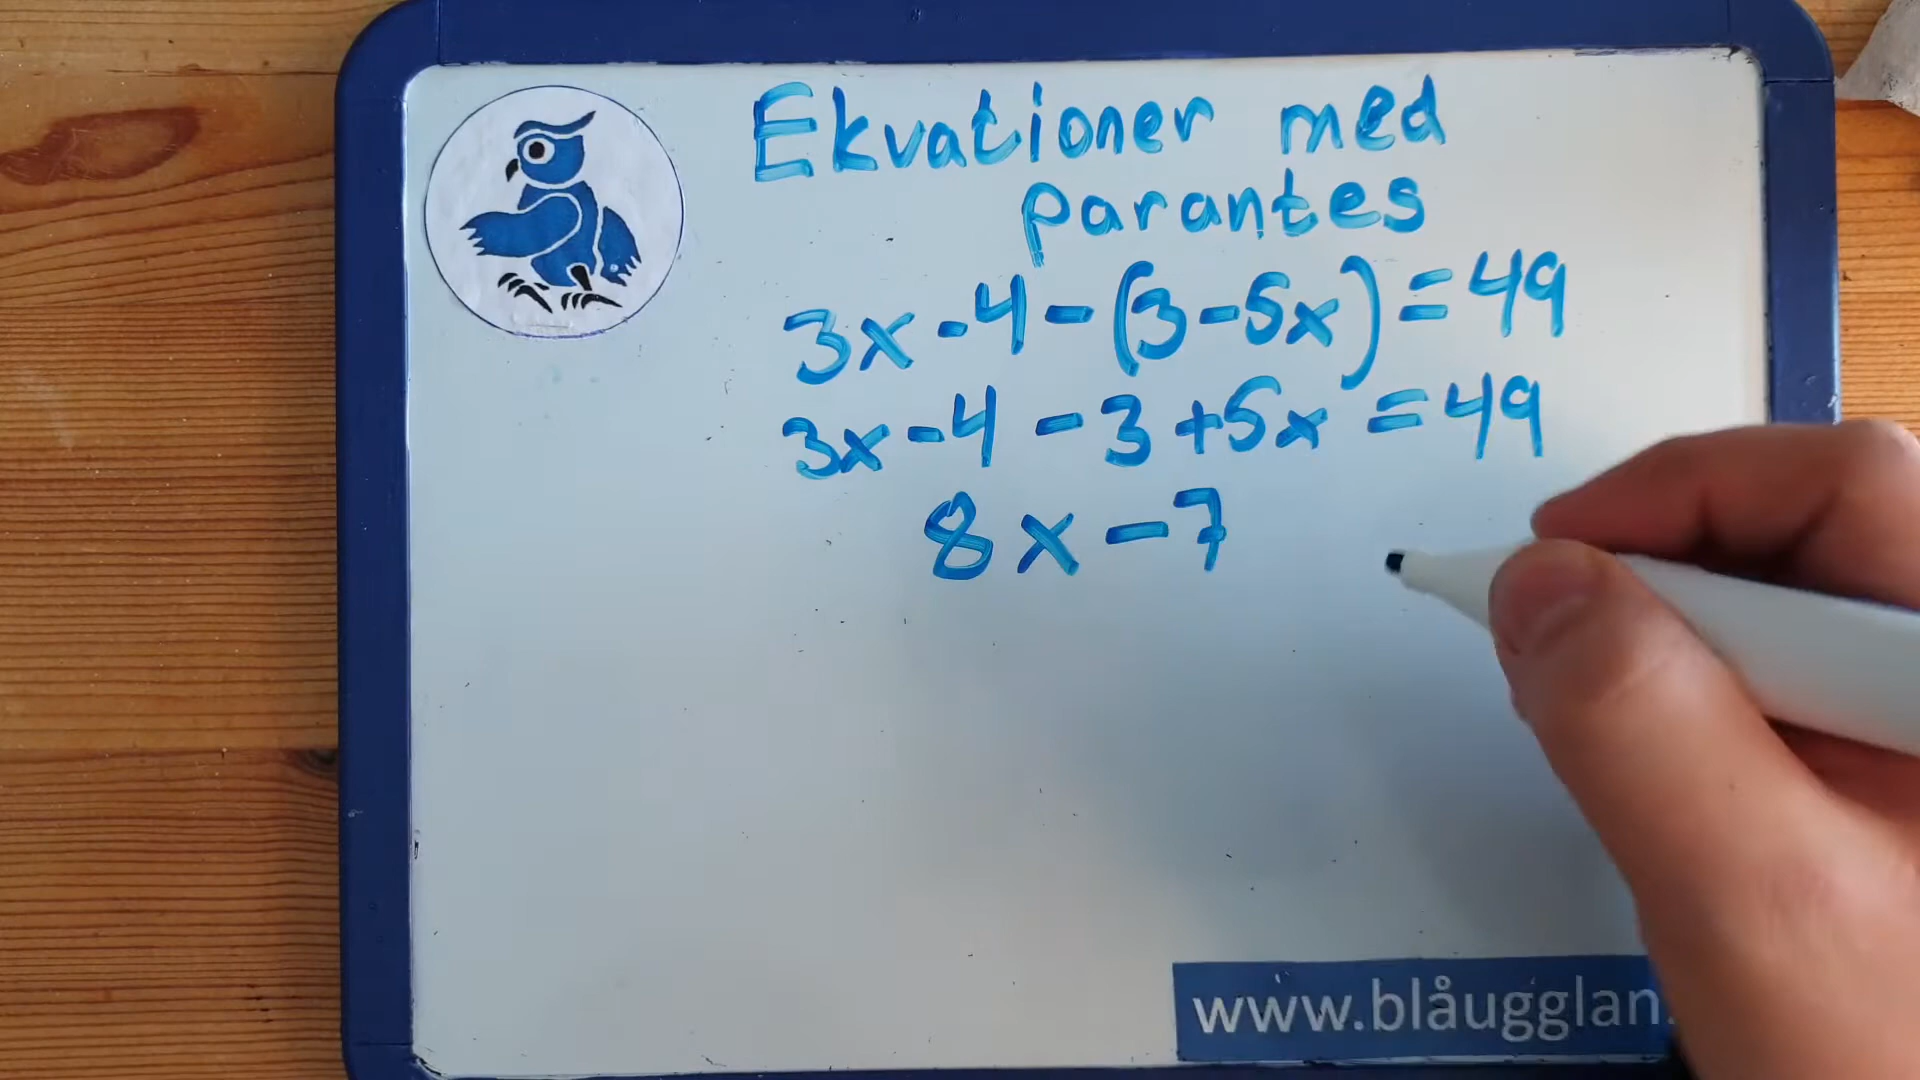 Ekvationer med
parantes
3x - 4 - (3 - 5x) = 49
3x - 4 - 3 + 5x = 49
8x - 7
www.blåugglan.